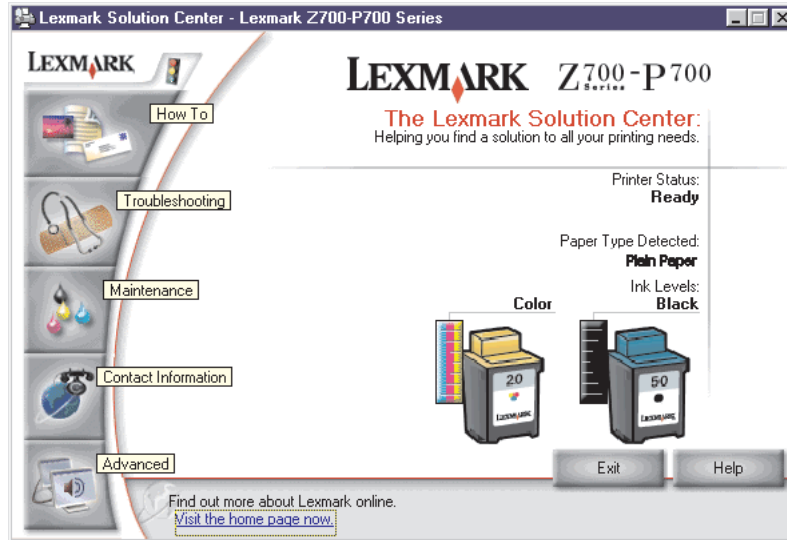 Lexmark Solution Center - Lexmark Z700-P700 Series
LEXMARK
How To
Troubleshooting
Maintenance
Contact Information
Advanced
LEXMARK Z700-P700
Series
The Lexmark Solution Center:
Helping you find a solution to all your printing needs.
Printer Status:
Ready
Paper Type Detected:
Plain Paper
Ink Levels:
Color Black
20 50
LEXMARK LEXMARK
Exit Help
Find out more about Lexmark online.
Visit the home page now.